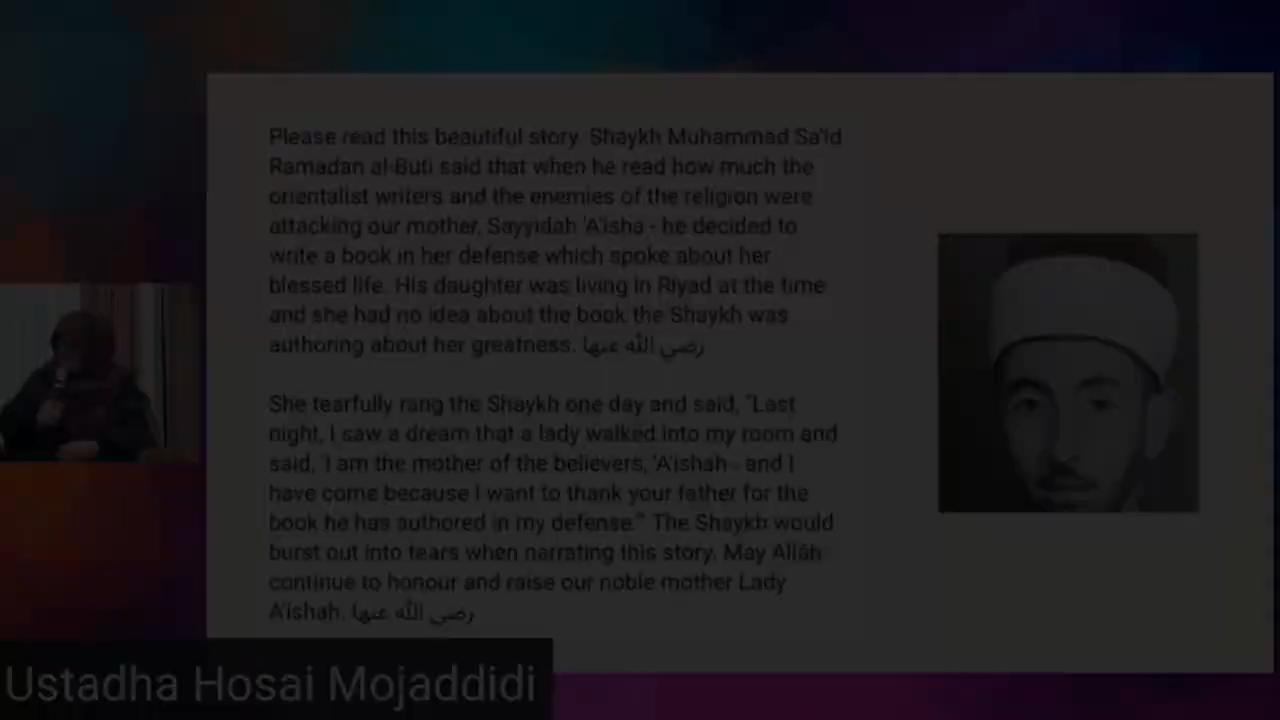 Please read this beautiful story. Shaykh Muhammad Sa'id
Ramadan al-Buti said that when he read how much the
orientalist writers and the enemies of the religion were
attacking our mother, Sayyidah 'A'isha - he decided to
write a book in her defense which spoke about her
blessed life. His daughter was living in Riyad at the time
and she had no idea about the book the Shaykh was
authoring about her greatness. رضي الله عنها
She tearfully rang the Shaykh one day and said, "Last
night, I saw a dream that a lady walked into my room and
said, 'I am the mother of the believers, 'A'ishah - and I
have come because I want to thank your father for the
book he has authored in my defense." The Shaykh would
burst out into tears when narrating this story. May Allāh
continue to honour and raise our noble mother Lady
A'ishah. رضي الله عنها
Ustadha Hosai Mojaddidi